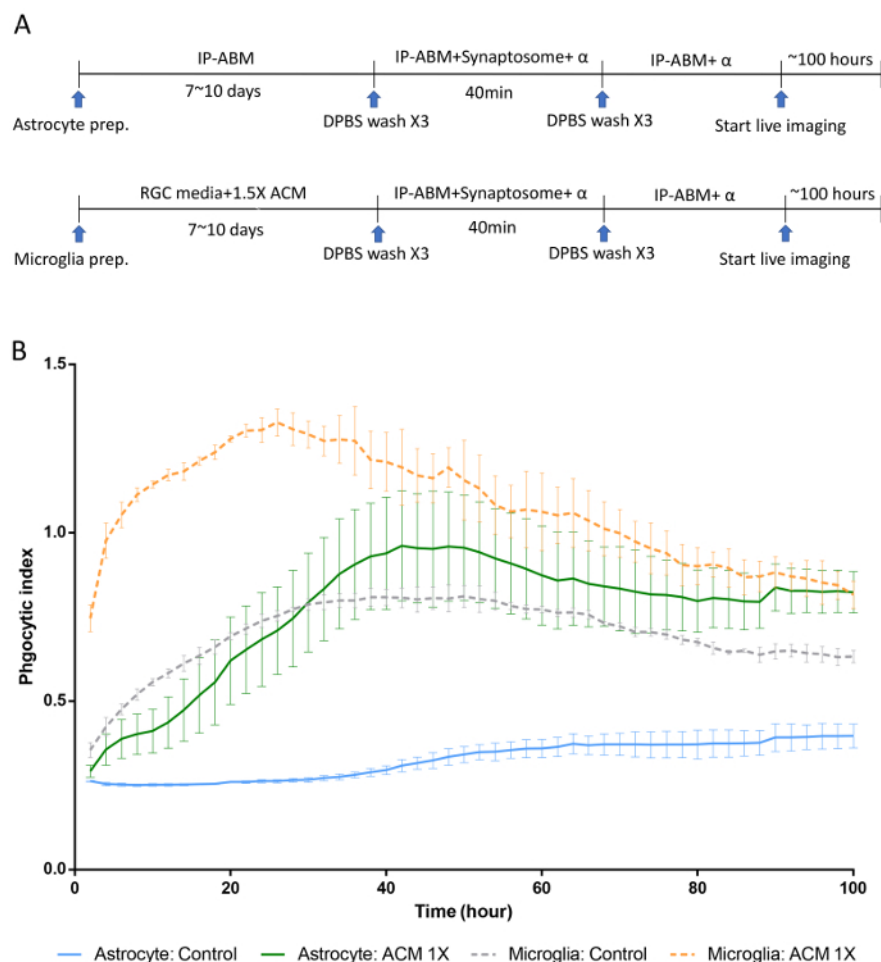 A
IP-ABM IP-ABM+Synaptosome+ α IP-ABM+ α ~100 hours
7~10 days 40min
Astrocyte prep. DPBS wash X3 DPBS wash X3 Start live imaging
RGC media+1.5X ACM IP-ABM+Synaptosome+ α IP-ABM+ α ~100 hours
7~10 days 40min
Microglia prep. DPBS wash X3 DPBS wash X3 Start live imaging
B
Phgocytic index
1.5
1.0
0.5
0.0
0 20 40 60 80 100
Time (hour)
Astrocyte: Control Astrocyte: ACM 1X Microglia: Control Microglia: ACM 1X